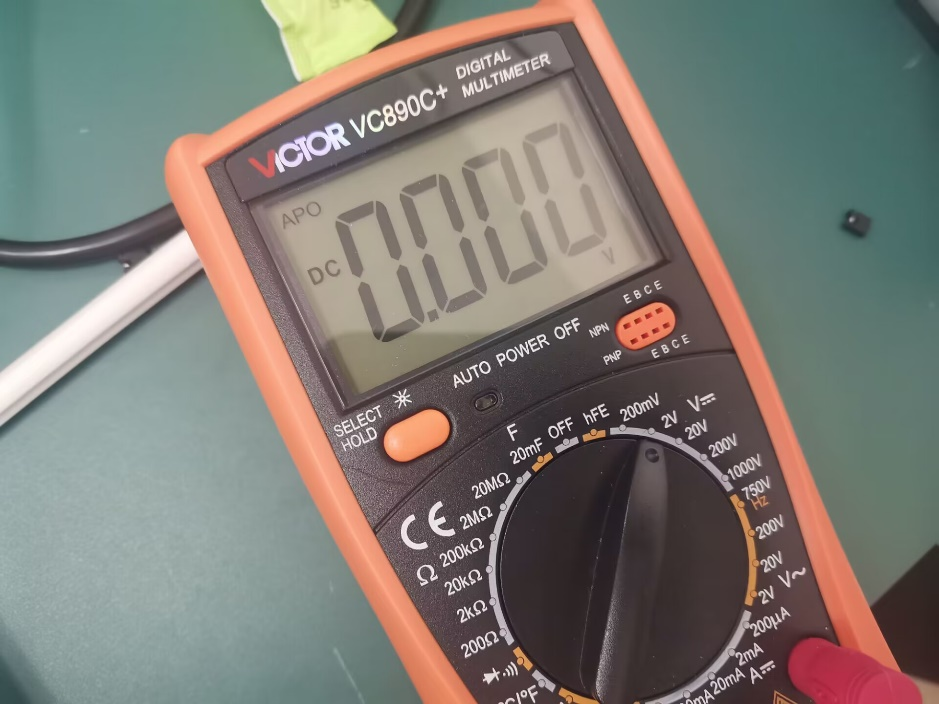 VICTOR VC890C+ DIGITAL
MULTIMETER
APO
DC 0.000 V
AUTO POWER OFF
E B C E
NPN
PNP
E B C E
SELECT
HOLD
F
20mF
OFF
hFE
200mV
2V
V⎓
20V
200V
1000V
750V
Hz
200V
20V
V~
2V
200μA
2mA
A⎓
20mA
20MΩ
2MΩ
200kΩ
Ω
20kΩ
2kΩ
200Ω
°C/°F
CE